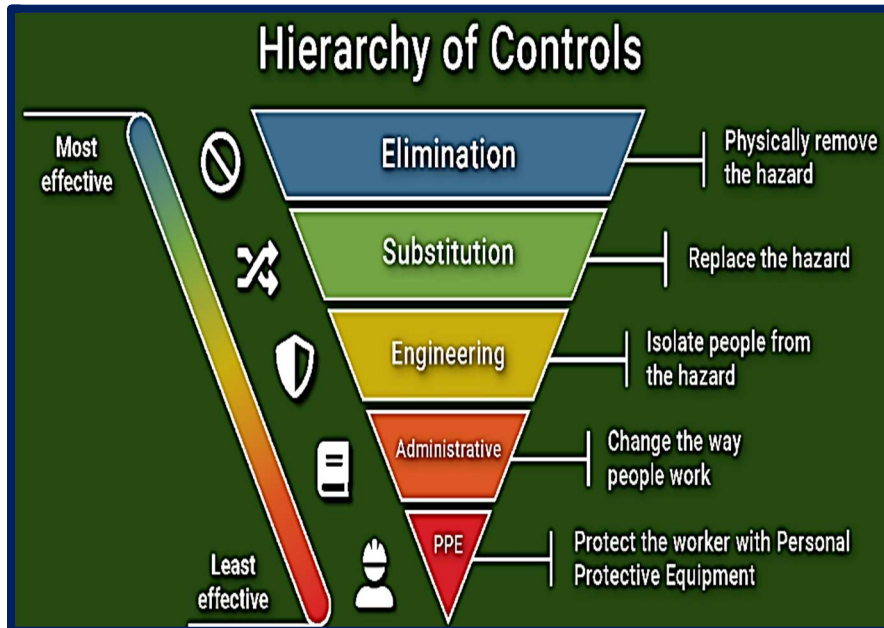 Hierarchy of Controls
Most
effective
Elimination
Physically remove
the hazard
Substitution
Replace the hazard
Engineering
Isolate people from
the hazard
Administrative
Change the way
people work
PPE
Protect the worker with Personal
Protective Equipment
Least
effective